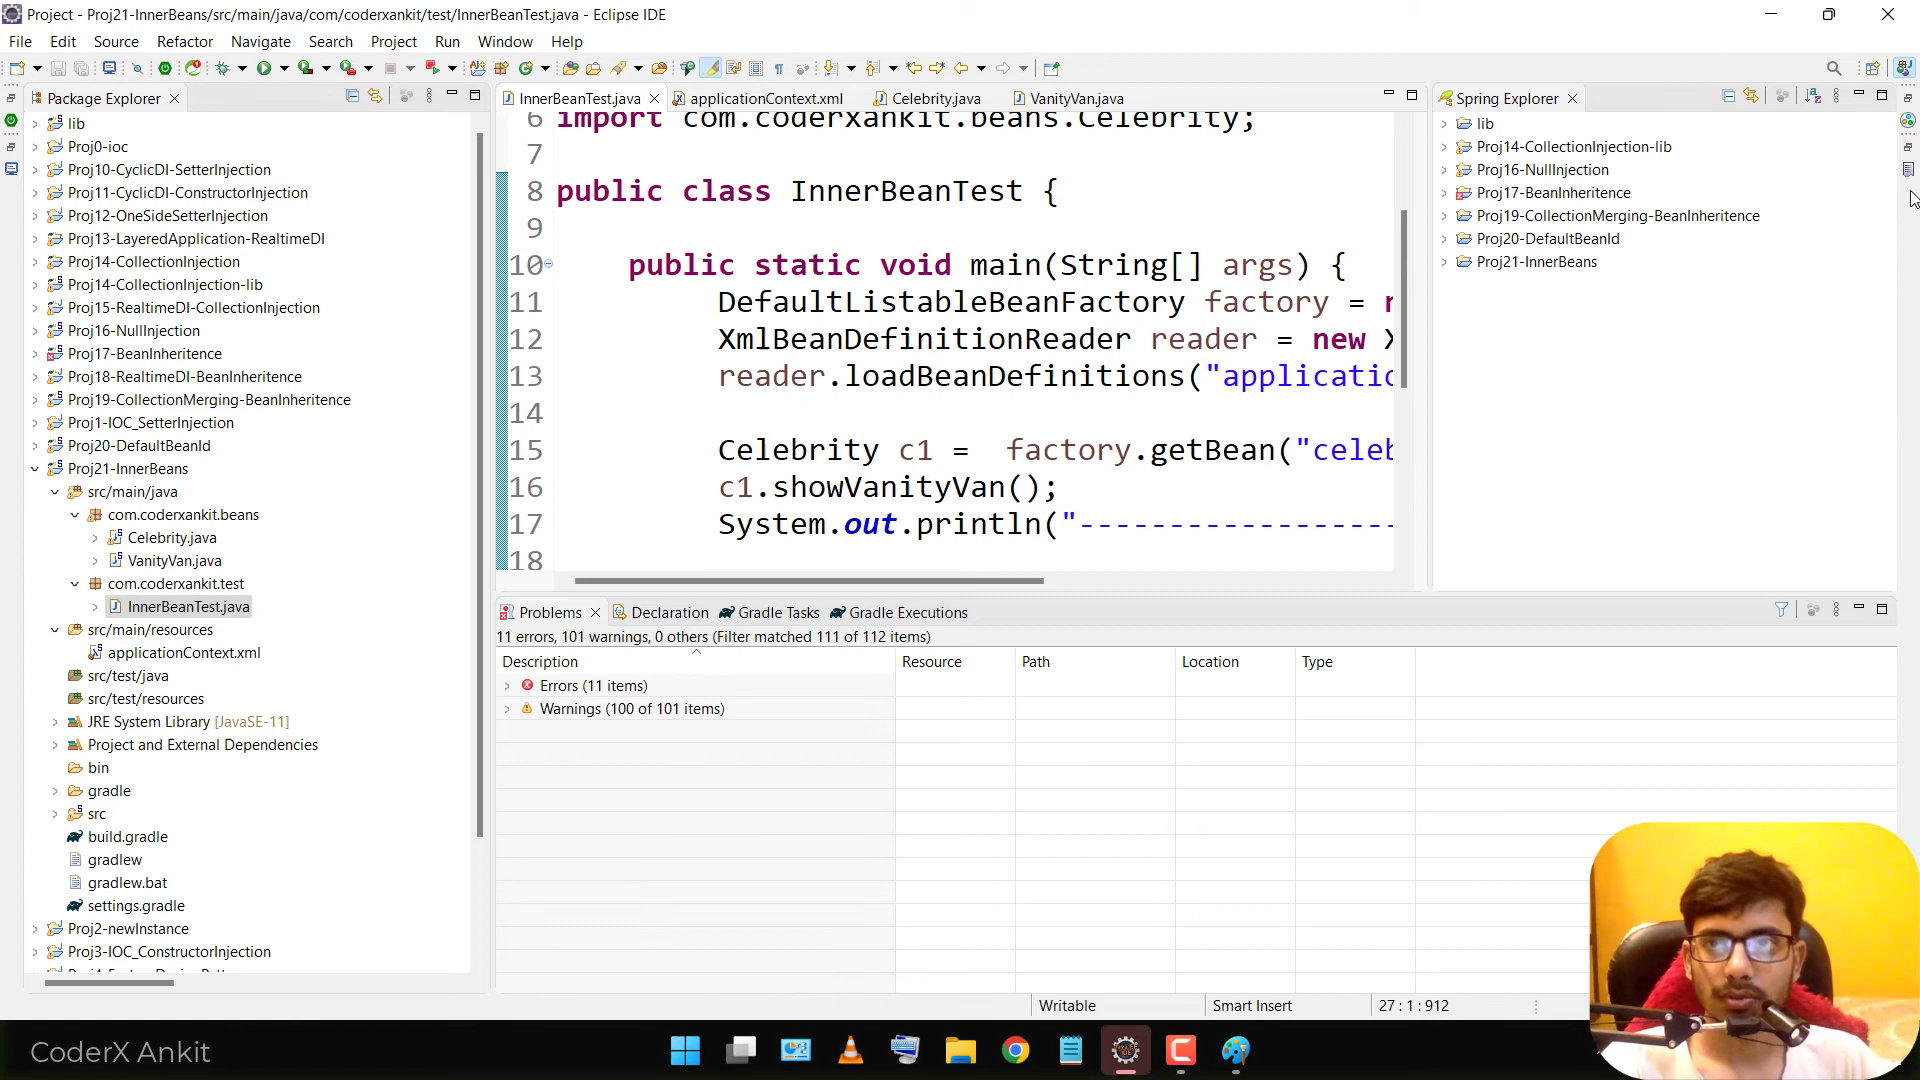 Project - Proj21-InnerBeans/src/main/java/com/coderxankit/test/InnerBeanTest.java - Eclipse IDE
File Edit Source Refactor Navigate Search Project Run Window Help
Package Explorer
lib
Proj0-ioc
Proj10-CyclicDI-SetterInjection
Proj11-CyclicDI-ConstructorInjection
Proj12-OneSideSetterInjection
Proj13-LayeredApplication-RealtimeDI
Proj14-CollectionInjection
Proj14-CollectionInjection-lib
Proj15-RealtimeDI-CollectionInjection
Proj16-NullInjection
Proj17-BeanInheritence
Proj18-RealtimeDI-BeanInheritence
Proj19-CollectionMerging-BeanInheritence
Proj1-IOC_SetterInjection
Proj20-DefaultBeanId
Proj21-InnerBeans
src/main/java
com.coderxankit.beans
Celebrity.java
VanityVan.java
com.coderxankit.test
InnerBeanTest.java
src/main/resources
applicationContext.xml
src/test/java
src/test/resources
JRE System Library [JavaSE-11]
Project and External Dependencies
bin
gradle
src
build.gradle
gradlew
gradlew.bat
settings.gradle
Proj2-newInstance
Proj3-IOC_ConstructorInjection
InnerBeanTest.java applicationContext.xml Celebrity.java VanityVan.java
6 import com.coderxankit.beans.Celebrity;
7
8 public class InnerBeanTest {
9
10 public static void main(String[] args) {
11 DefaultListableBeanFactory factory = n
12 XmlBeanDefinitionReader reader = new X
13 reader.loadBeanDefinitions("applicatio
14
15 Celebrity c1 = factory.getBean("celeb
16 c1.showVanityVan();
17 System.out.println("------------------
18
Spring Explorer
lib
Proj14-CollectionInjection-lib
Proj16-NullInjection
Proj17-BeanInheritence
Proj19-CollectionMerging-BeanInheritence
Proj20-DefaultBeanId
Proj21-InnerBeans
Problems Declaration Gradle Tasks Gradle Executions
11 errors, 101 warnings, 0 others (Filter matched 111 of 112 items)
Description Resource Path Location Type
Errors (11 items)
Warnings (100 of 101 items)
Writable Smart Insert 27 : 1 : 912
CoderX Ankit